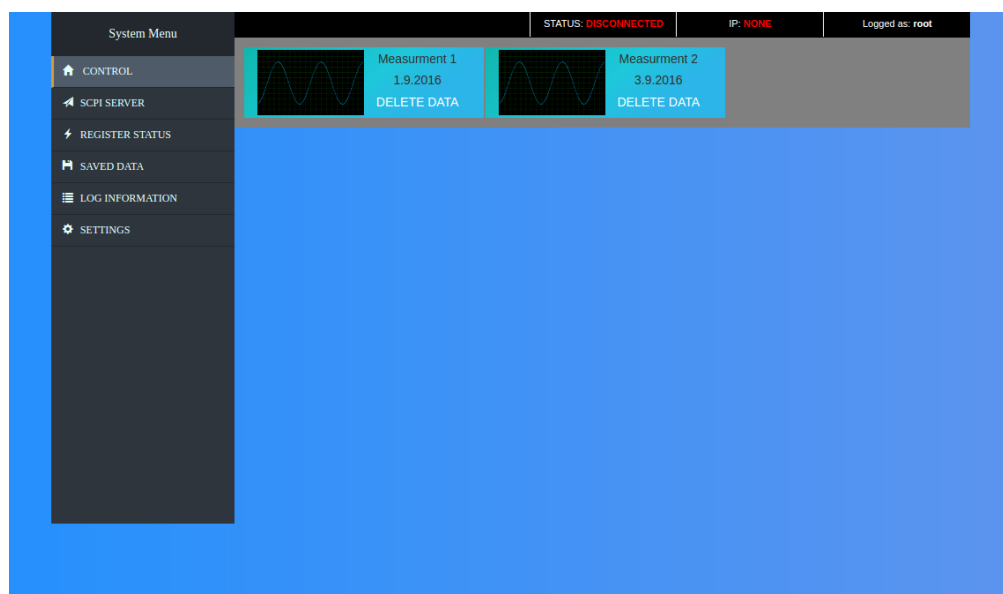 System Menu
CONTROL
SCPI SERVER
REGISTER STATUS
SAVED DATA
LOG INFORMATION
SETTINGS
STATUS: DISCONNECTED
IP: NONE
Logged as: root
Measurment 1
1.9.2016
DELETE DATA
Measurment 2
3.9.2016
DELETE DATA